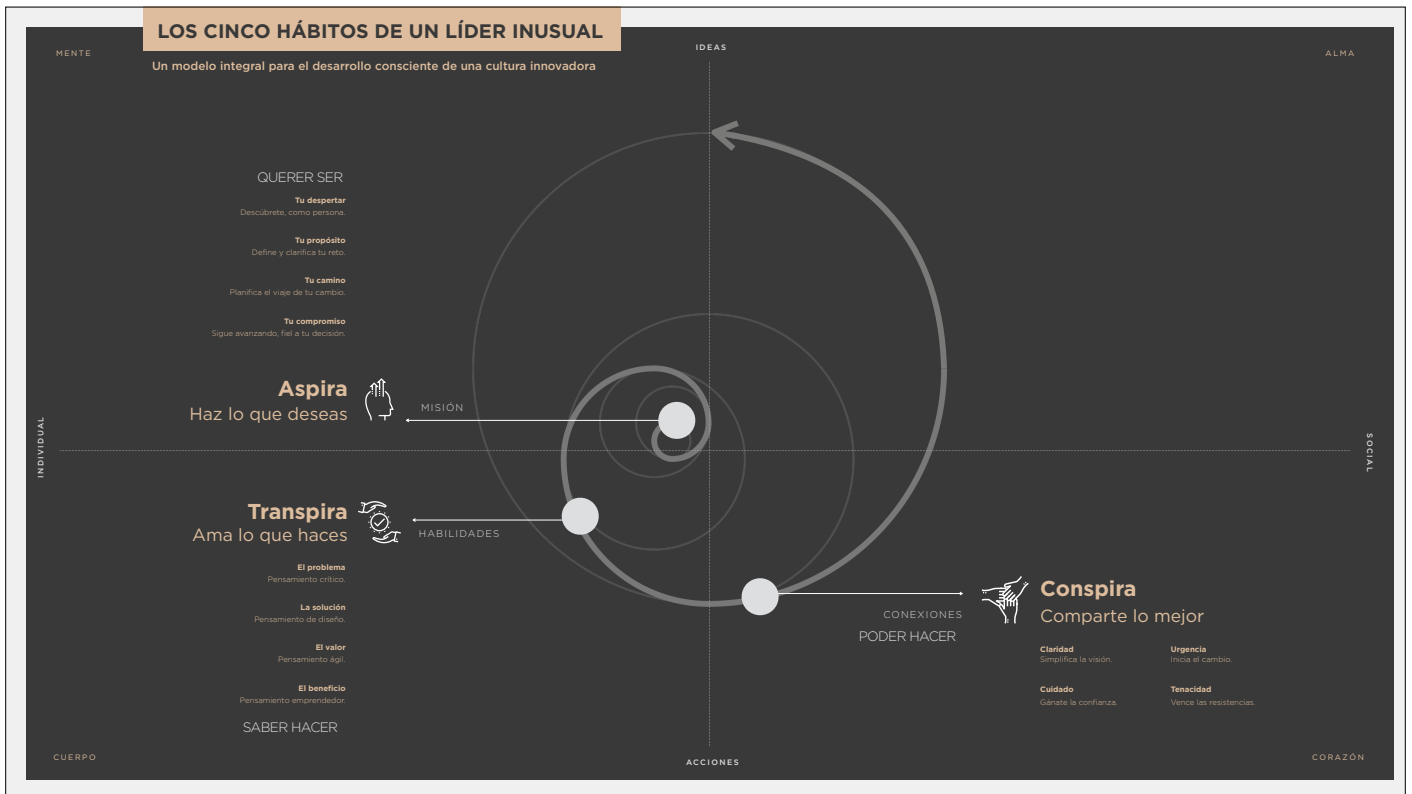 LOS CINCO HÁBITOS DE UN LÍDER INUSUAL
Un modelo integral para el desarrollo consciente de una cultura innovadora
MENTE
IDEAS
ALMA
QUERER SER
Tu despertar
Descúbrete, como persona.
Tu propósito
Define y clarifica tu reto.
Tu camino
Planifica el viaje de tu cambio.
Tu compromiso
Sigue avanzando, fiel a tu decisión.
Aspira
Haz lo que deseas
MISIÓN
INDIVIDUAL
SOCIAL
Transpira
Ama lo que haces
HABILIDADES
El problema
Pensamiento crítico.
La solución
Pensamiento de diseño.
El valor
Pensamiento ágil.
El beneficio
Pensamiento emprendedor.
SABER HACER
CONEXIONES
PODER HACER
Conspira
Comparte lo mejor
Claridad
Simplifica la visión.
Urgencia
Inicia el cambio.
Cuidado
Gánate la confianza.
Tenacidad
Vence las resistencias.
CUERPO
ACCIONES
CORAZÓN